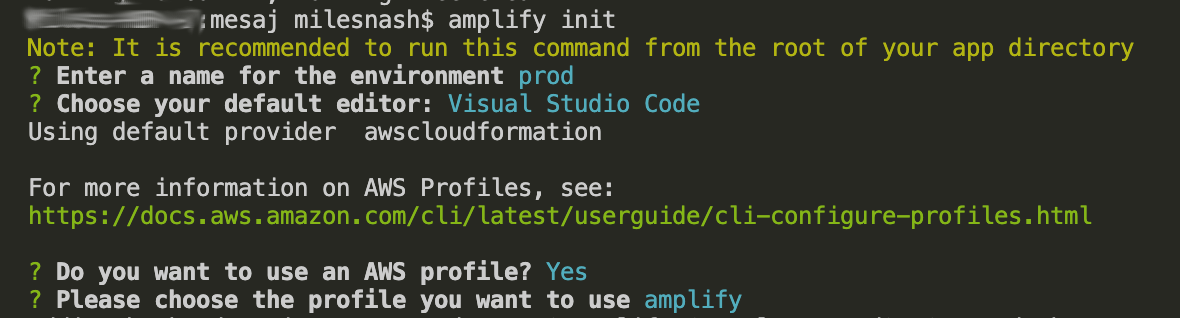 :mesaj milesnash$ amplify init
Note: It is recommended to run this command from the root of your app directory
? Enter a name for the environment prod
? Choose your default editor: Visual Studio Code
Using default provider  awscloudformation
For more information on AWS Profiles, see:
https://docs.aws.amazon.com/cli/latest/userguide/cli-configure-profiles.html
? Do you want to use an AWS profile? Yes
? Please choose the profile you want to use amplify